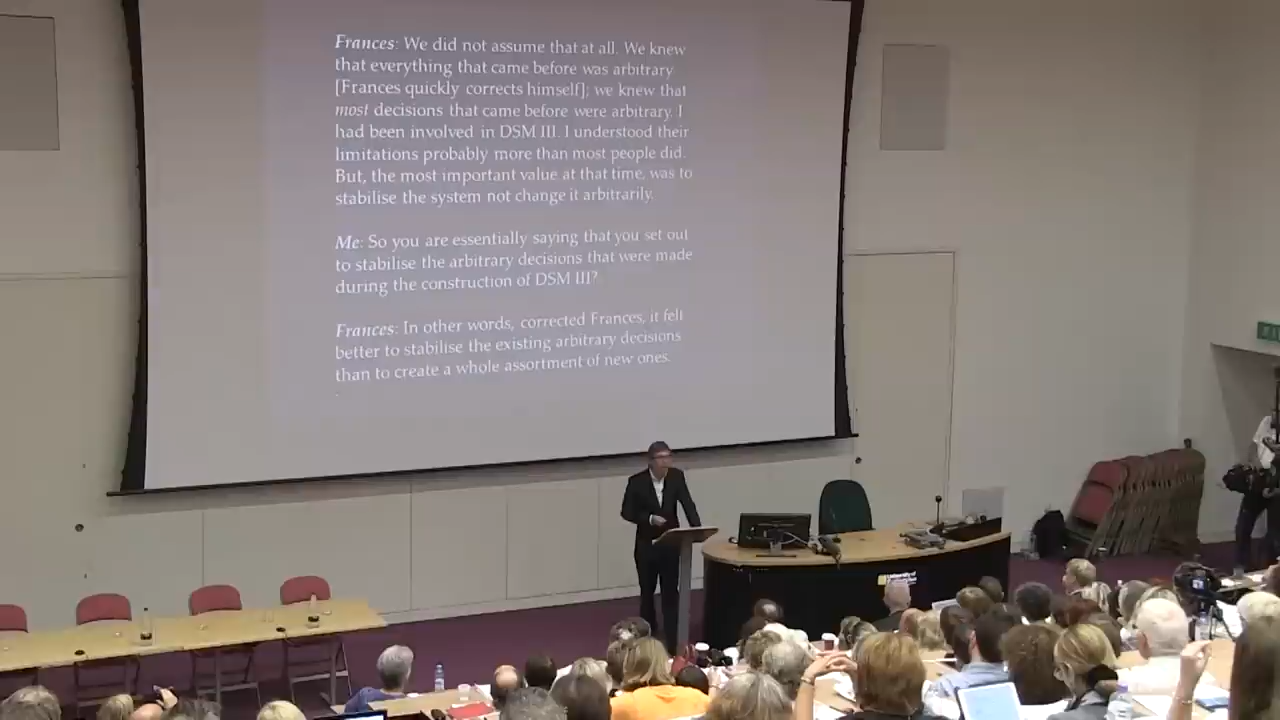 Frances: We did not assume that at all. We knew
that everything that came before was arbitrary
[Frances quickly corrects himself]; we knew that
most decisions that came before were arbitrary. I
had been involved in DSM III. I understood their
limitations probably more than most people did.
But, the most important value at that time, was to
stabilise the system not change it arbitrarily.
Me: So you are essentially saying that you set out
to stabilise the arbitrary decisions that were made
during the construction of DSM III?
Frances: In other words, corrected Frances, it felt
better to stabilise the existing arbitrary decisions
than to create a whole assortment of new ones.
.
University of